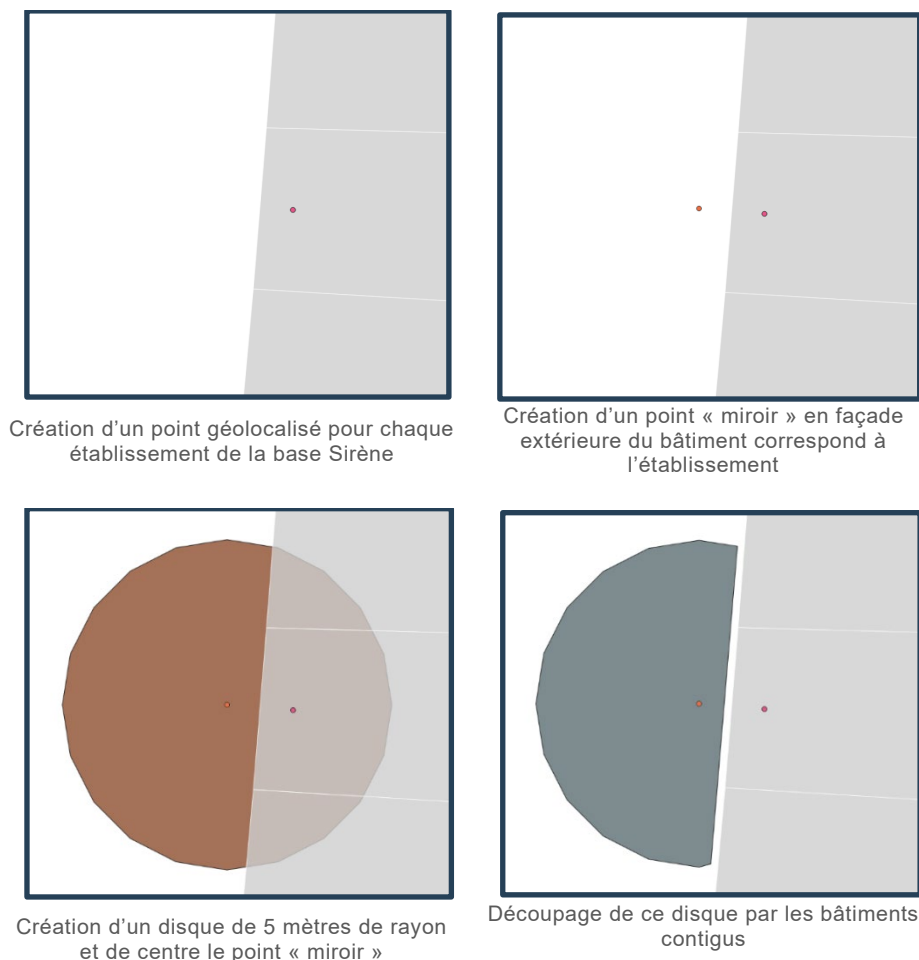 Création d’un point géolocalisé pour chaque
établissement de la base Sirène
Création d’un point « miroir » en façade
extérieure du bâtiment correspond à
l’établissement
Création d’un disque de 5 mètres de rayon
et de centre le point « miroir »
Découpage de ce disque par les bâtiments
contigus